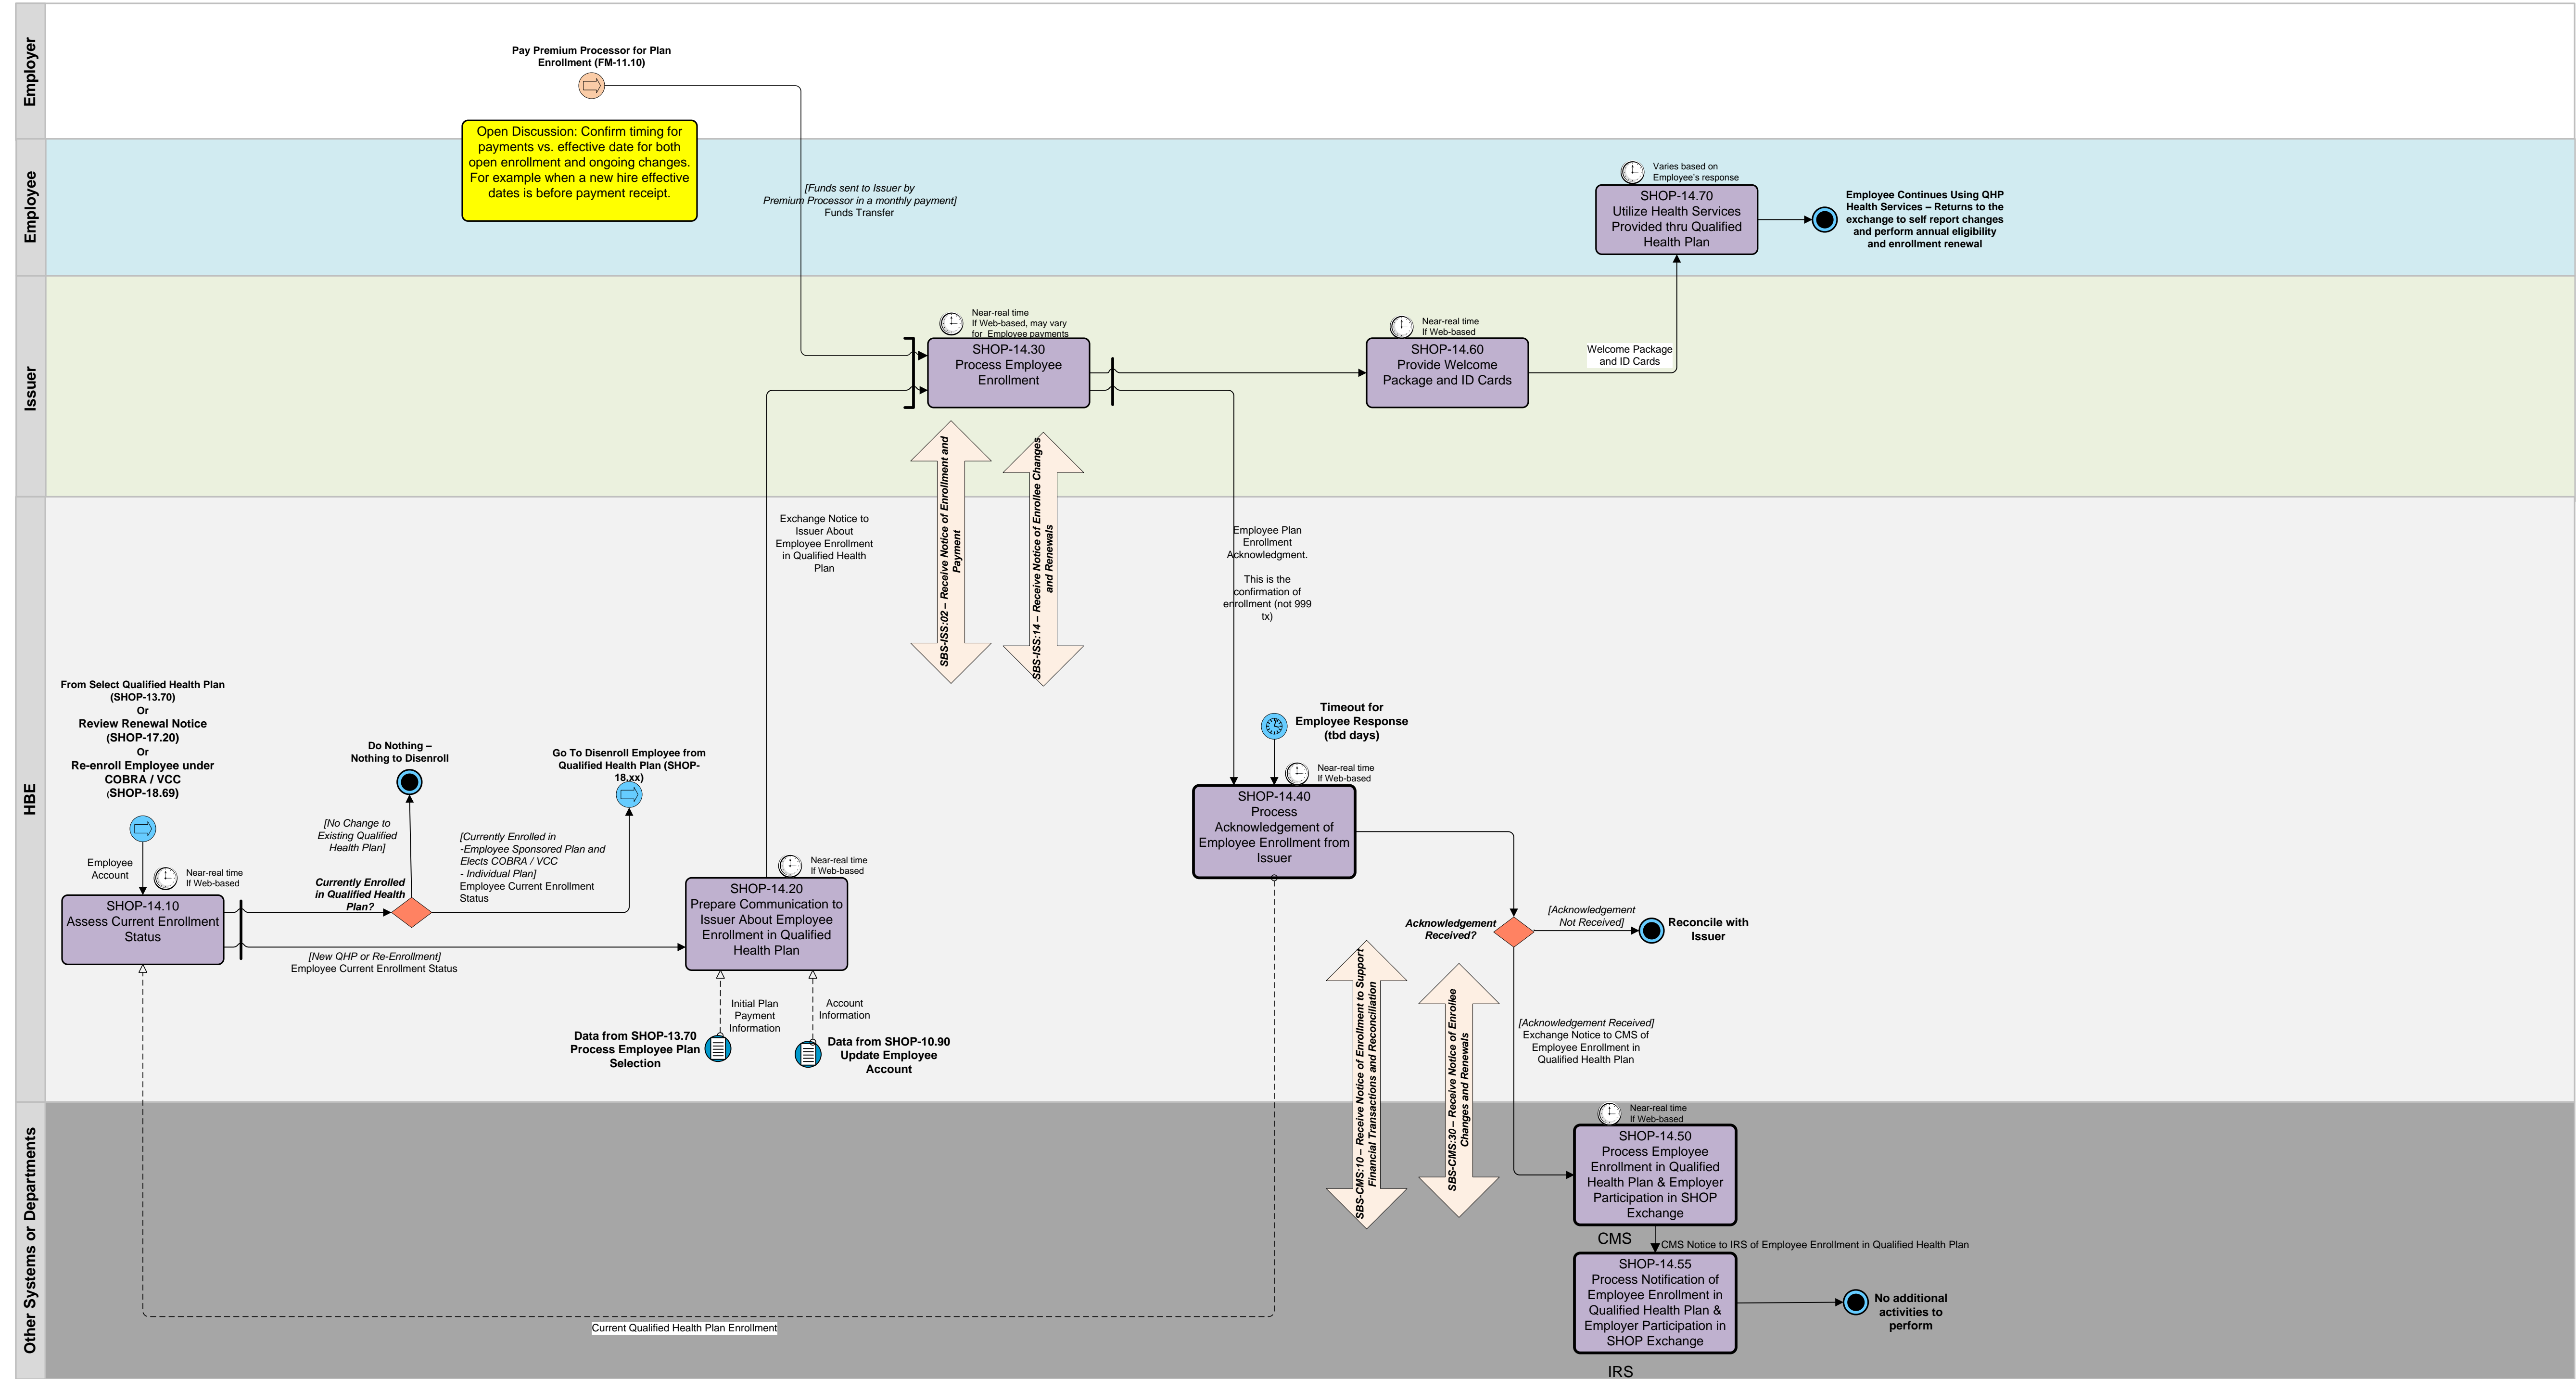 Employer
Pay Premium Processor for Plan
Enrollment (FM-11.10)
Open Discussion: Confirm timing for
payments vs. effective date for both
open enrollment and ongoing changes.
For example when a new hire effective
dates is before payment receipt.
Employee
[Funds sent to Issuer by
Premium Processor in a monthly payment]
Funds Transfer
Varies based on
Employee's response
SHOP-14.70
Utilize Health Services
Provided thru Qualified
Health Plan
Employee Continues Using QHP
Health Services – Returns to the
exchange to self report changes
and perform annual eligibility
and enrollment renewal
Issuer
Near-real time
If Web-based, may vary
for  Employee payments
SHOP-14.30
Process Employee
Enrollment
Near-real time
If Web-based
SHOP-14.60
Provide Welcome
Package and ID Cards
Welcome Package
and ID Cards
SBS-ISS:02 – Receive Notice of Enrollment and
Payment
SBS-ISS:14 – Receive Notice of Enrollee Changes
and Renewals
HBE
Exchange Notice to
Issuer About
Employee Enrollment
in Qualified Health
Plan
Employee Plan
Enrollment
Acknowledgment.
This is the
confirmation of
enrollment (not 999
tx)
From Select Qualified Health Plan
(SHOP-13.70)
Or
Review Renewal Notice
(SHOP-17.20)
Or
Re-enroll Employee under
COBRA / VCC
(SHOP-18.69)
Do Nothing –
Nothing to Disenroll
Go To Disenroll Employee from
Qualified Health Plan (SHOP-
18.xx)
Timeout for
Employee Response
(tbd days)
Employee
Account
Near-real time
If Web-based
SHOP-14.10
Assess Current Enrollment
Status
[No Change to
Existing Qualified
Health Plan]
Currently Enrolled
in Qualified Health
Plan?
[Currently Enrolled in
-Employee Sponsored Plan and
Elects COBRA / VCC
- Individual Plan]
Employee Current Enrollment
Status
[New QHP or Re-Enrollment]
Employee Current Enrollment Status
Near-real time
If Web-based
SHOP-14.20
Prepare Communication to
Issuer About Employee
Enrollment in Qualified
Health Plan
Initial Plan
Payment
Information
Account
Information
Data from SHOP-13.70
Process Employee Plan
Selection
Data from SHOP-10.90
Update Employee
Account
Near-real time
If Web-based
SHOP-14.40
Process
Acknowledgement of
Employee Enrollment from
Issuer
Acknowledgement
Received?
[Acknowledgement
Not Received]
Reconcile with
Issuer
SBS-CMS:10 – Receive Notice of Enrollment to Support
Financial Transactions and Reconciliation
SBS-CMS:30 – Receive Notice of Enrollee
Changes and Renewals
[Acknowledgement Received]
Exchange Notice to CMS of
Employee Enrollment in
Qualified Health Plan
Other Systems or Departments
Near-real time
If Web-based
SHOP-14.50
Process Employee
Enrollment in Qualified
Health Plan & Employer
Participation in SHOP
Exchange
CMS
CMS Notice to IRS of Employee Enrollment in Qualified Health Plan
SHOP-14.55
Process Notification of
Employee Enrollment in
Qualified Health Plan &
Employer Participation in
SHOP Exchange
No additional
activities to
perform
Current Qualified Health Plan Enrollment
IRS